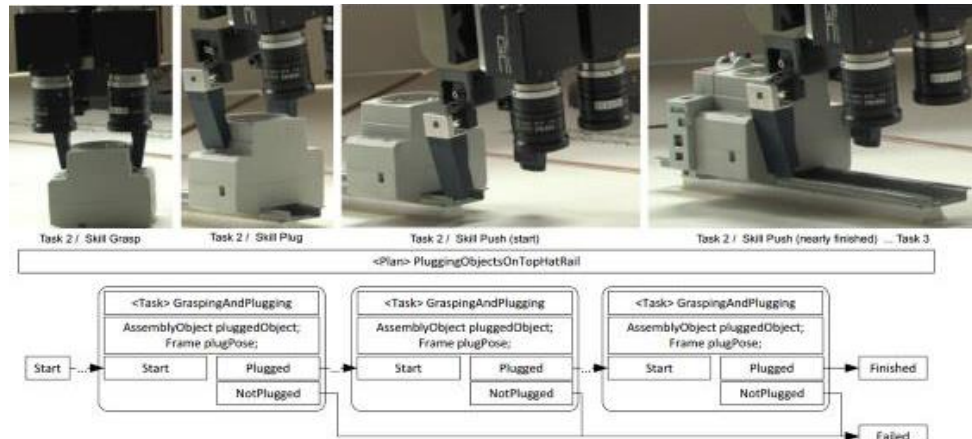 Task 2 / Skill Grasp
Task 2 / Skill Plug
Task 2 / Skill Push (start)
Task 2 / Skill Push (nearly finished) ... Task 3
<Plan> PluggingObjectsOnTopHatRail
<Task> GraspingAndPlugging
AssemblyObject pluggedObject;
Frame plugPose;
Start
...
Start
Plugged
NotPlugged
...
<Task> GraspingAndPlugging
AssemblyObject pluggedObject;
Frame plugPose;
Start
Plugged
NotPlugged
...
<Task> GraspingAndPlugging
AssemblyObject pluggedObject;
Frame plugPose;
Start
Plugged
NotPlugged
Finished
Failed